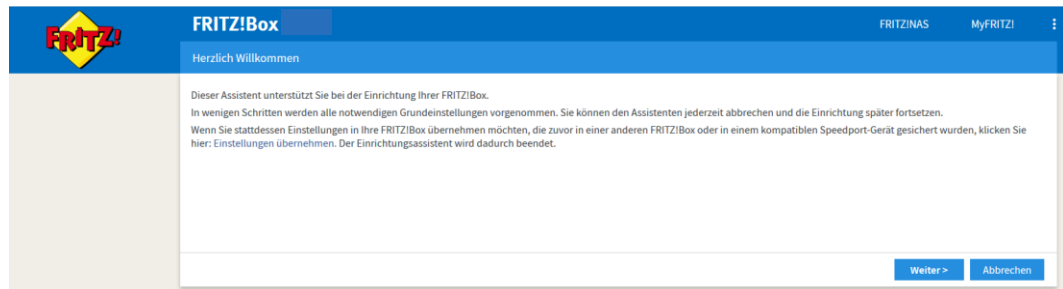 FRITZ!
FRITZ!Box
FRITZ!NAS
MyFRITZ!
Herzlich Willkommen
Dieser Assistent unterstützt Sie bei der Einrichtung Ihrer FRITZ!Box.
In wenigen Schritten werden alle notwendigen Grundeinstellungen vorgenommen. Sie können den Assistenten jederzeit abbrechen und die Einrichtung später fortsetzen.
Wenn Sie stattdessen Einstellungen in Ihre FRITZ!Box übernehmen möchten, die zuvor in einer anderen FRITZ!Box oder in einem kompatiblen Speedport-Gerät gesichert wurden, klicken Sie
hier: Einstellungen übernehmen. Der Einrichtungsassistent wird dadurch beendet.
Weiter >
Abbrechen